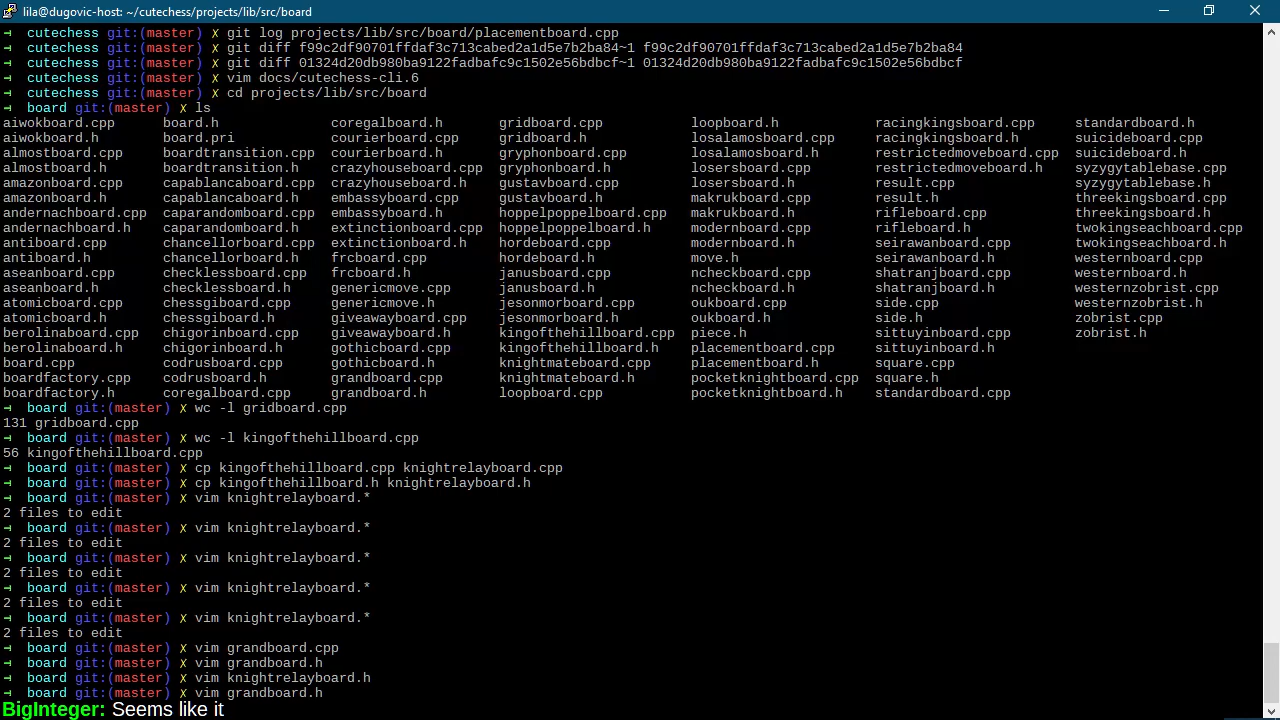 lila@dugovic-host: ~/cutechess/projects/lib/src/board
→ cutechess git:(master) ✗ git log projects/lib/src/board/placementboard.cpp
→ cutechess git:(master) ✗ git diff f99c2df90701ffdaf3c713cabed2a1d5e7b2ba84~1 f99c2df90701ffdaf3c713cabed2a1d5e7b2ba84
→ cutechess git:(master) ✗ git diff 01324d20db980ba9122fadbafc9c1502e56bdbcf~1 01324d20db980ba9122fadbafc9c1502e56bdbcf
→ cutechess git:(master) ✗ vim docs/cutechess-cli.6
→ cutechess git:(master) ✗ cd projects/lib/src/board
→ board git:(master) ✗ ls
aiwokboard.cpp board.h coregalboard.h gridboard.cpp loopboard.h racingkingsboard.cpp standardboard.h
aiwokboard.h board.pri courierboard.cpp gridboard.h losalamosboard.cpp racingkingsboard.h suicideboard.cpp
almostboard.cpp boardtransition.cpp courierboard.h gryphonboard.cpp losalamosboard.h restrictedmoveboard.cpp suicideboard.h
almostboard.h boardtransition.h crazyhouseboard.cpp gryphonboard.h losersboard.cpp restrictedmoveboard.h syzygytablebase.cpp
amazonboard.cpp capablancaboard.cpp crazyhouseboard.h gustavboard.cpp losersboard.h result.cpp syzygytablebase.h
amazonboard.h capablancaboard.h embassyboard.cpp gustavboard.h makrukboard.cpp result.h threekingsboard.cpp
andernachboard.cpp caparandomboard.cpp embassyboard.h hoppelpoppelboard.cpp makrukboard.h rifleboard.cpp threekingsboard.h
andernachboard.h caparandomboard.h extinctionboard.cpp hoppelpoppelboard.h modernboard.cpp rifleboard.h twokingseachboard.cpp
antiboard.cpp chancellorboard.cpp extinctionboard.h hordeboard.cpp modernboard.h seirawanboard.cpp twokingseachboard.h
antiboard.h chancellorboard.h frcboard.cpp hordeboard.h move.h seirawanboard.h westernboard.cpp
aseanboard.cpp checklessboard.cpp frcboard.h janusboard.cpp ncheckboard.cpp shatranjboard.cpp westernboard.h
aseanboard.h checklessboard.h genericmove.cpp janusboard.h ncheckboard.h shatranjboard.h westernzobrist.cpp
atomicboard.cpp chessgiboard.cpp genericmove.h jesonmorboard.cpp oukboard.cpp side.cpp westernzobrist.h
atomicboard.h chessgiboard.h giveawayboard.cpp jesonmorboard.h oukboard.h side.h zobrist.cpp
berolinaboard.cpp chigorinboard.cpp giveawayboard.h kingofthehillboard.cpp piece.h sittuyinboard.cpp zobrist.h
berolinaboard.h chigorinboard.h gothicboard.cpp kingofthehillboard.h placementboard.cpp sittuyinboard.h
board.cpp codrusboard.cpp gothicboard.h knightmateboard.cpp placementboard.h square.cpp
boardfactory.cpp codrusboard.h grandboard.cpp knightmateboard.h pocketknightboard.cpp square.h
boardfactory.h coregalboard.cpp grandboard.h loopboard.cpp pocketknightboard.h standardboard.cpp
→ board git:(master) ✗ wc -l gridboard.cpp
131 gridboard.cpp
→ board git:(master) ✗ wc -l kingofthehillboard.cpp
56 kingofthehillboard.cpp
→ board git:(master) ✗ cp kingofthehillboard.cpp knightrelayboard.cpp
→ board git:(master) ✗ cp kingofthehillboard.h knightrelayboard.h
→ board git:(master) ✗ vim knightrelayboard.*
2 files to edit
→ board git:(master) ✗ vim knightrelayboard.*
2 files to edit
→ board git:(master) ✗ vim knightrelayboard.*
2 files to edit
→ board git:(master) ✗ vim knightrelayboard.*
2 files to edit
→ board git:(master) ✗ vim knightrelayboard.*
2 files to edit
→ board git:(master) ✗ vim grandboard.cpp
→ board git:(master) ✗ vim grandboard.h
→ board git:(master) ✗ vim knightrelayboard.h
→ board git:(master) ✗ vim grandboard.h
BigInteger: Seems like it